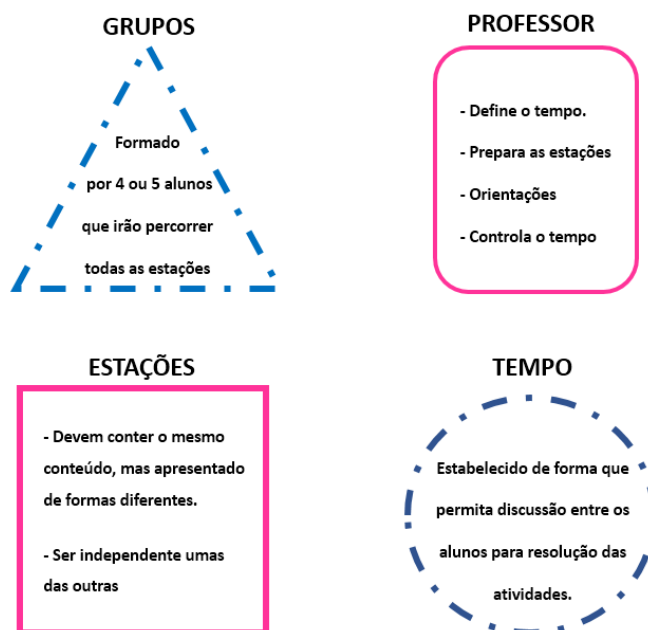 GRUPOS
Formado
por 4 ou 5 alunos
que irão percorrer
todas as estações
PROFESSOR
- Define o tempo.
- Prepara as estações
- Orientações
- Controla o tempo
ESTAÇÕES
- Devem conter o mesmo
conteúdo, mas apresentado
de formas diferentes.
- Ser independente umas
das outras
TEMPO
Estabelecido de forma que
permita discussão entre os
alunos para resolução das
atividades.